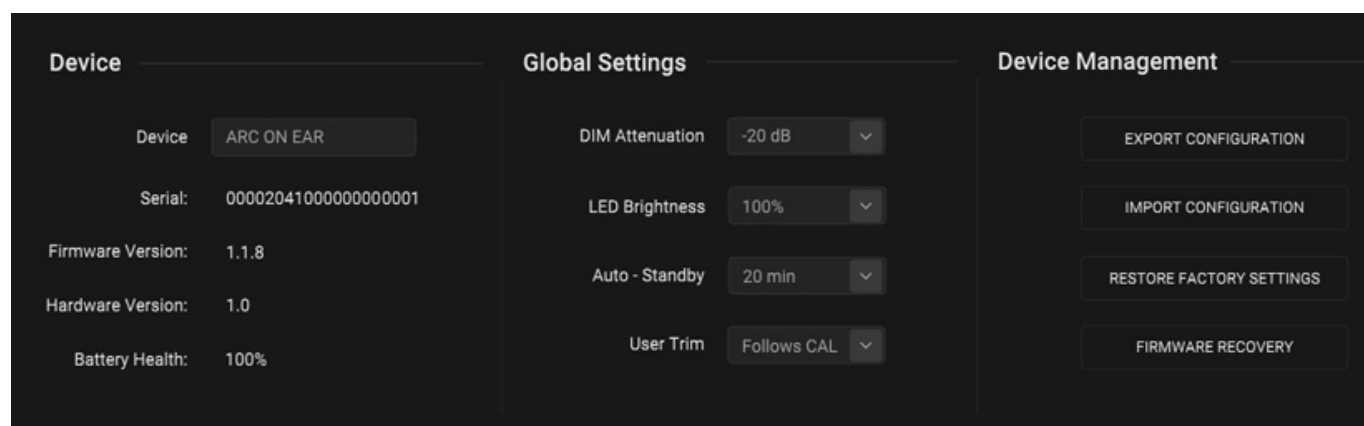 Device
Device ARC ON EAR
Serial: 00002041000000000001
Firmware Version: 1.1.8
Hardware Version: 1.0
Battery Health: 100%
Global Settings
DIM Attenuation -20 dB
LED Brightness 100%
Auto - Standby 20 min
User Trim Follows CAL
Device Management
EXPORT CONFIGURATION
IMPORT CONFIGURATION
RESTORE FACTORY SETTINGS
FIRMWARE RECOVERY